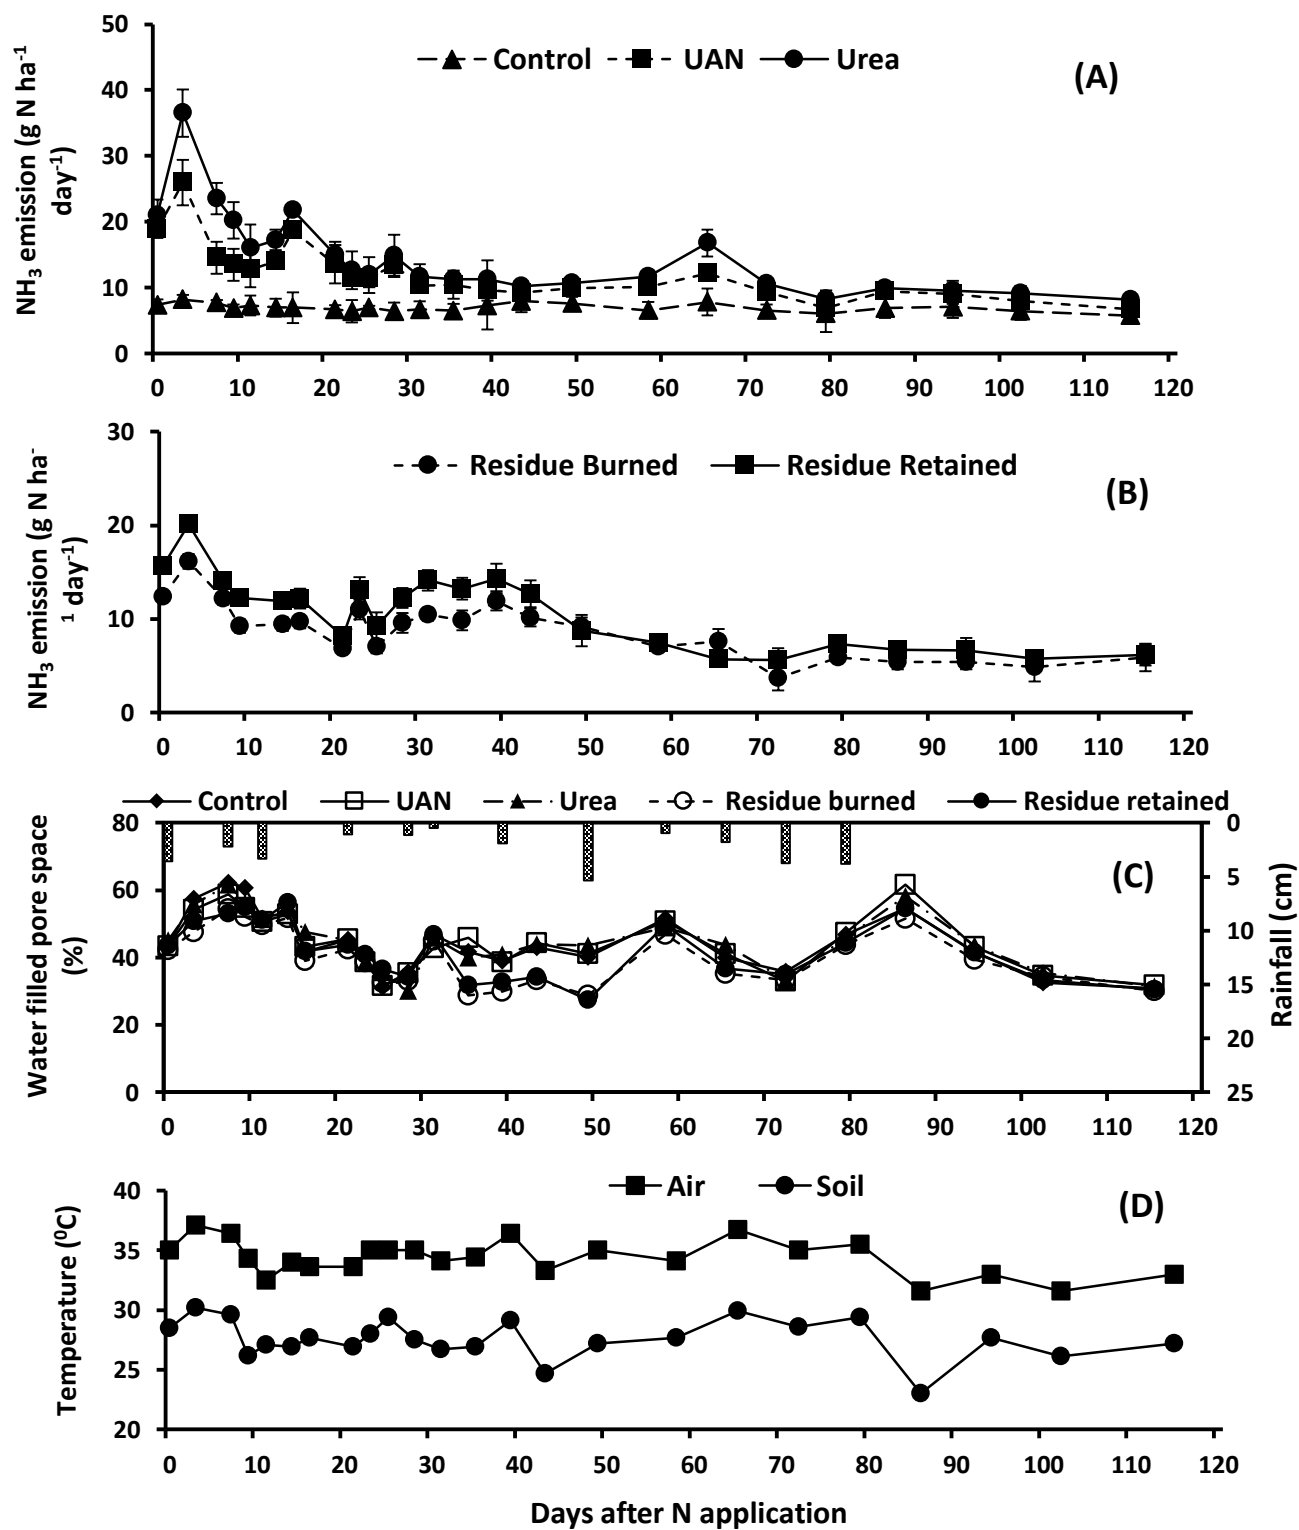 50
40
30
20
10
0
NH₃ emission (g N ha⁻¹
day⁻¹)
Control UAN Urea
(A)
0 10 20 30 40 50 60 70 80 90 100 110 120
30
20
10
0
NH₃ emission (g N ha⁻
¹ day⁻¹)
Residue Burned Residue Retained
(B)
0 10 20 30 40 50 60 70 80 90 100 110 120
Control UAN Urea Residue burned Residue retained
80
60
40
20
0
Water filled pore space
(%)
(C)
0
5
10
15
20
25
Rainfall (cm)
0 10 20 30 40 50 60 70 80 90 100 110 120
Air Soil
40
35
30
25
20
Temperature (⁰C)
(D)
0 10 20 30 40 50 60 70 80 90 100 110 120
Days after N application